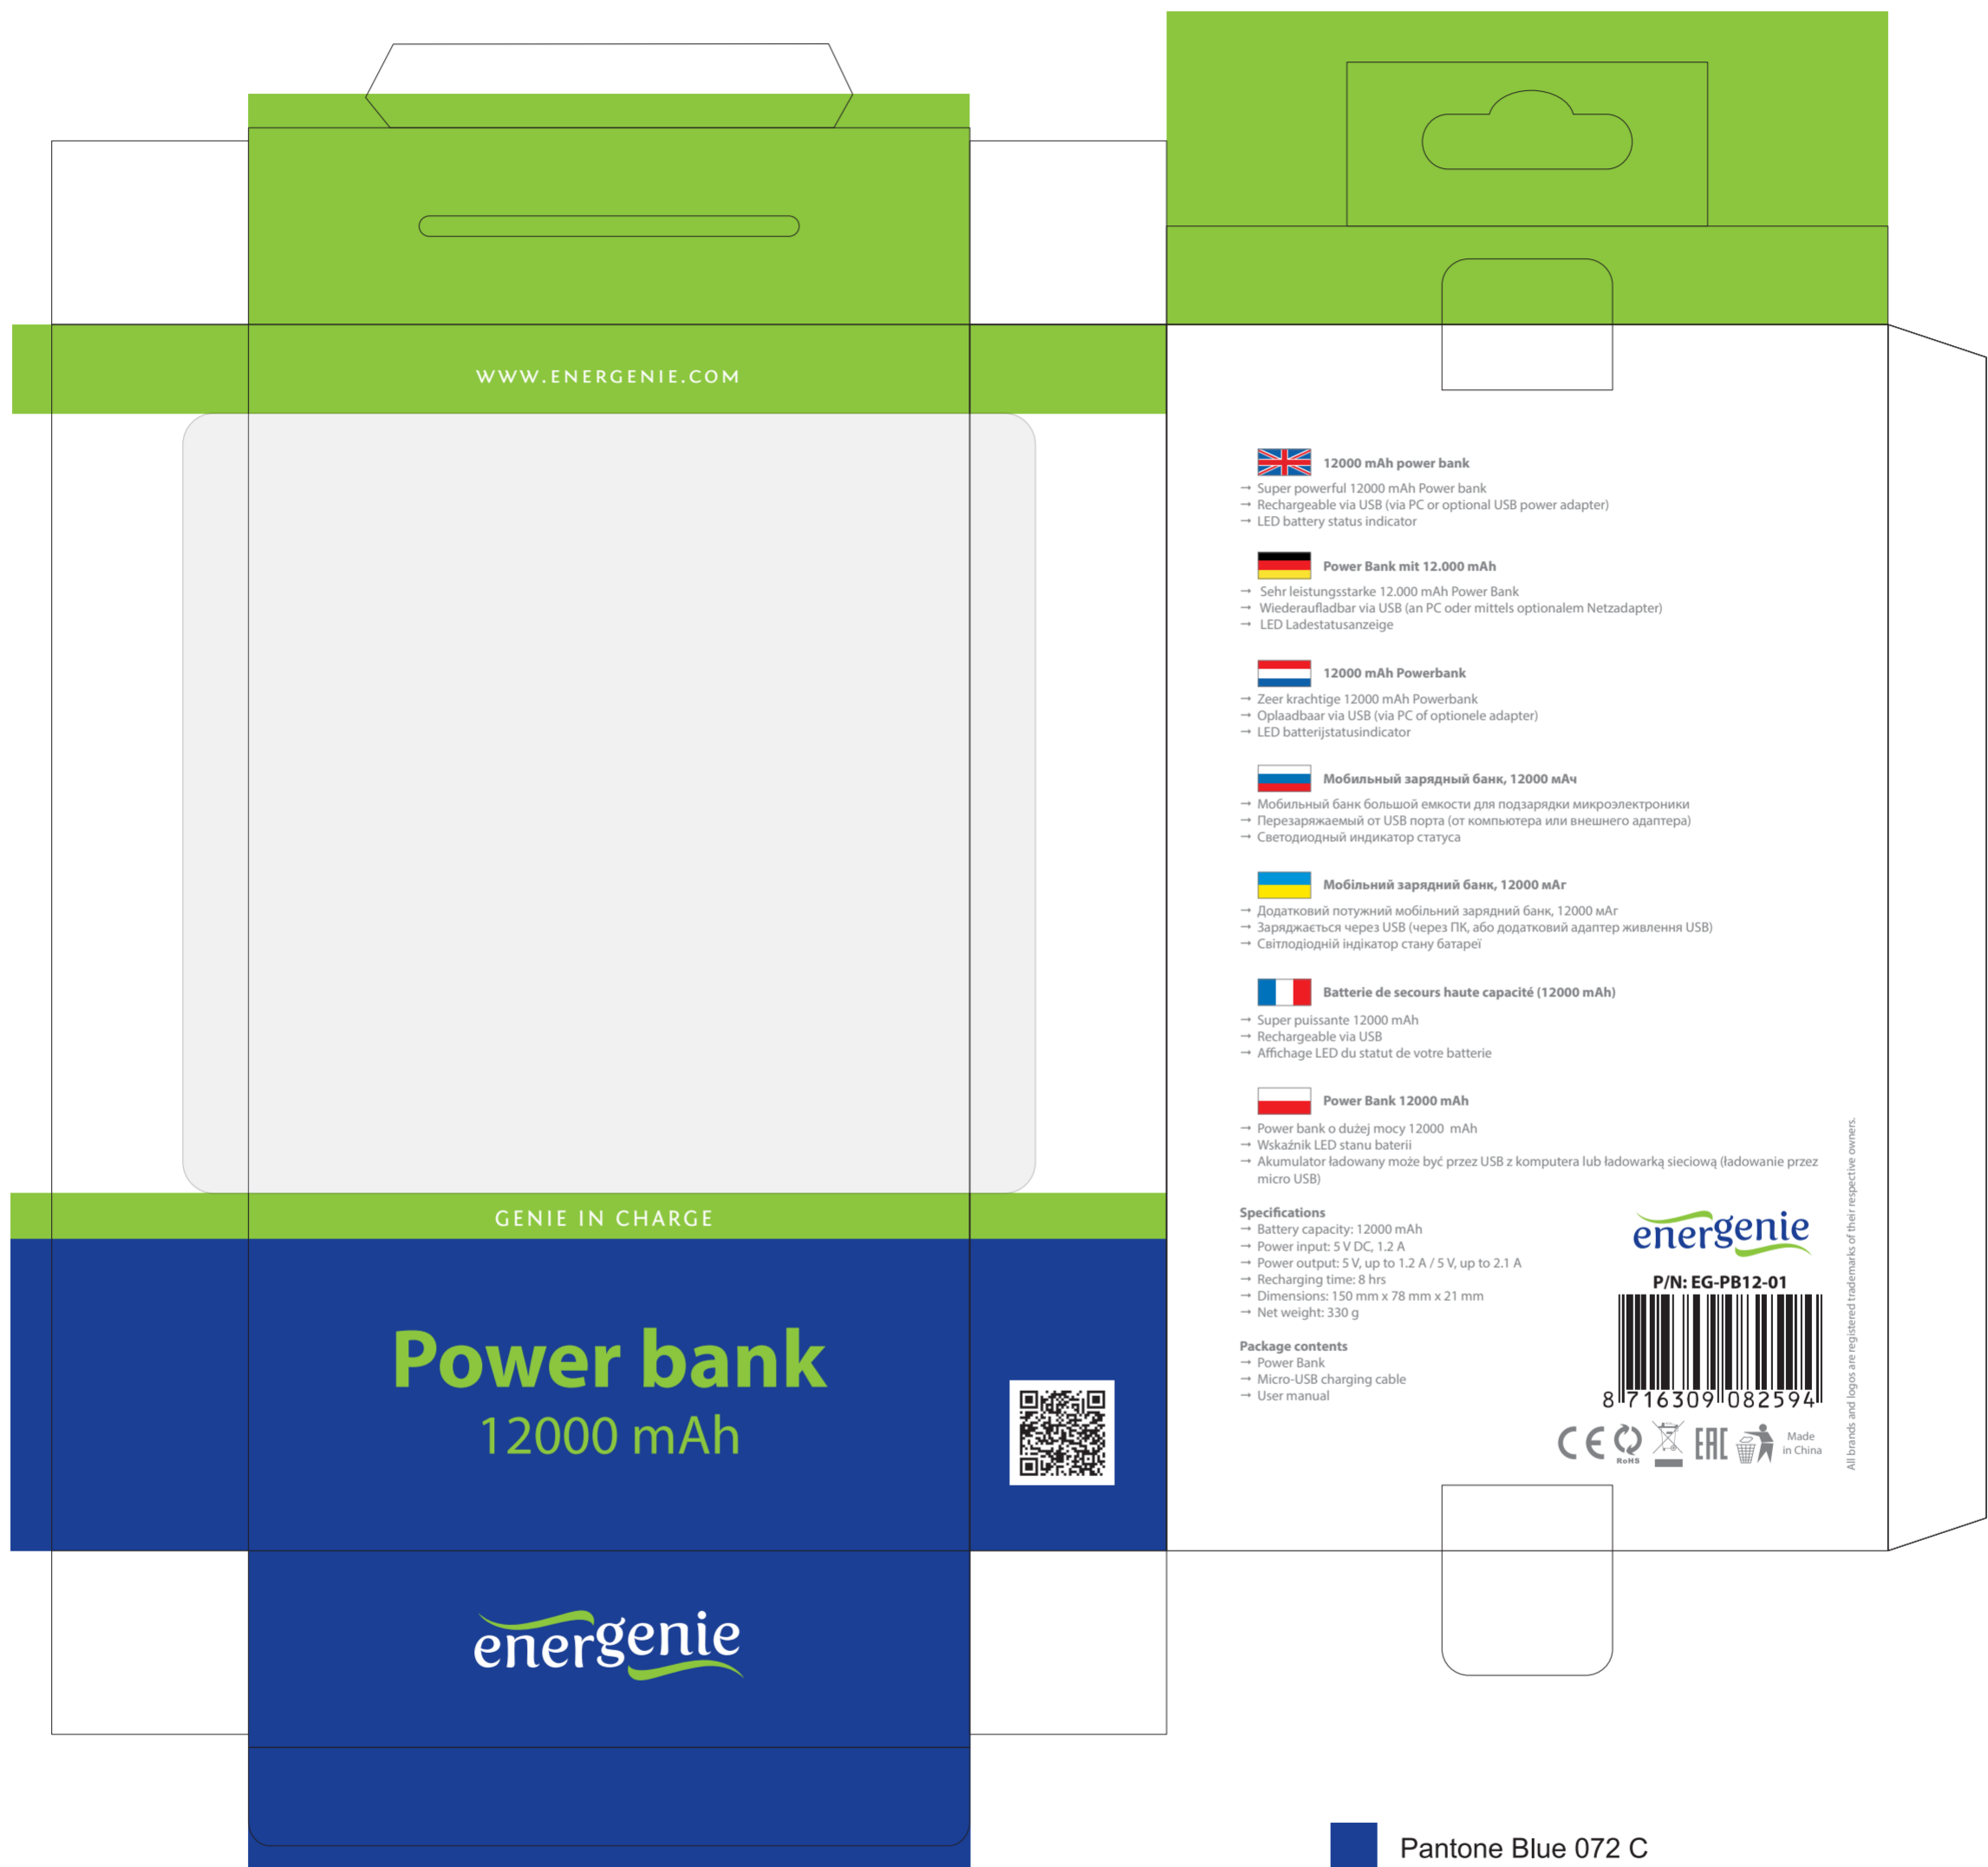 WWW.ENERGENIE.COM
GENIE IN CHARGE
Power bank
12000 mAh
energenie
12000 mAh power bank
→ Super powerful 12000 mAh Power bank
→ Rechargeable via USB (via PC or optional USB power adapter)
→ LED battery status indicator
Power Bank mit 12.000 mAh
→ Sehr leistungsstarke 12.000 mAh Power Bank
→ Wiederaufladbar via USB (an PC oder mittels optionalem Netzadapter)
→ LED Ladestatusanzeige
12000 mAh Powerbank
→ Zeer krachtige 12000 mAh Powerbank
→ Oplaadbaar via USB (via PC of optionele adapter)
→ LED batterijstatusindicator
Мобильный зарядный банк, 12000 мАч
→ Мобильный банк большой емкости для подзарядки микроэлектроники
→ Перезаряжаемый от USB порта (от компьютера или внешнего адаптера)
→ Светодиодный индикатор статуса
Мобільний зарядний банк, 12000 мАг
→ Додатковий потужний мобільний зарядний банк, 12000 мАг
→ Заряджається через USB (через ПК, або додатковий адаптер живлення USB)
→ Світлодіодній індікатор стану батареї
Batterie de secours haute capacité (12000 mAh)
→ Super puissante 12000 mAh
→ Rechargeable via USB
→ Affichage LED du statut de votre batterie
Power Bank 12000 mAh
→ Power bank o dużej mocy 12000 mAh
→ Wskaźnik LED stanu baterii
→ Akumulator ładowany może być przez USB z komputera lub ładowarką sieciową (ładowanie przez
micro USB)
Specifications
→ Battery capacity: 12000 mAh
→ Power input: 5 V DC, 1.2 A
→ Power output: 5 V, up to 1.2 A / 5 V, up to 2.1 A
→ Recharging time: 8 hrs
→ Dimensions: 150 mm x 78 mm x 21 mm
→ Net weight: 330 g
Package contents
→ Power Bank
→ Micro-USB charging cable
→ User manual
energenie
P/N: EG-PB12-01
8 716309 082594
CE RoHS EAC
Made
in China
All brands and logos are registered trademarks of their respective owners.
Pantone Blue 072 C